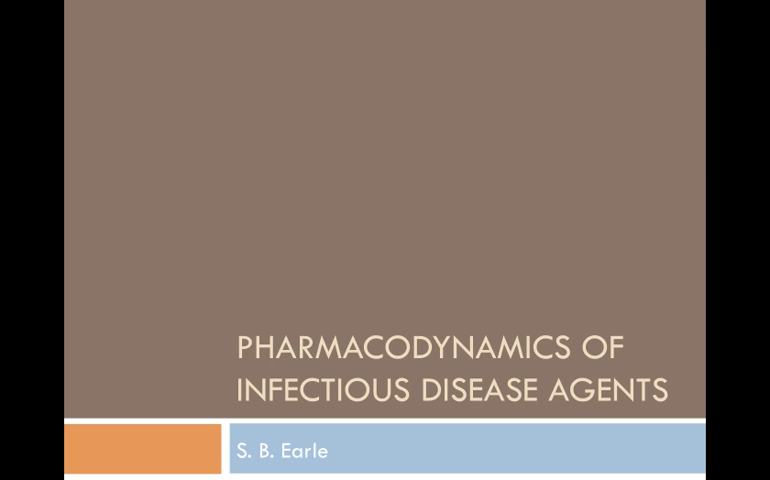 PHARMACODYNAMICS OF
INFECTIOUS DISEASE AGENTS
S. B. Earle